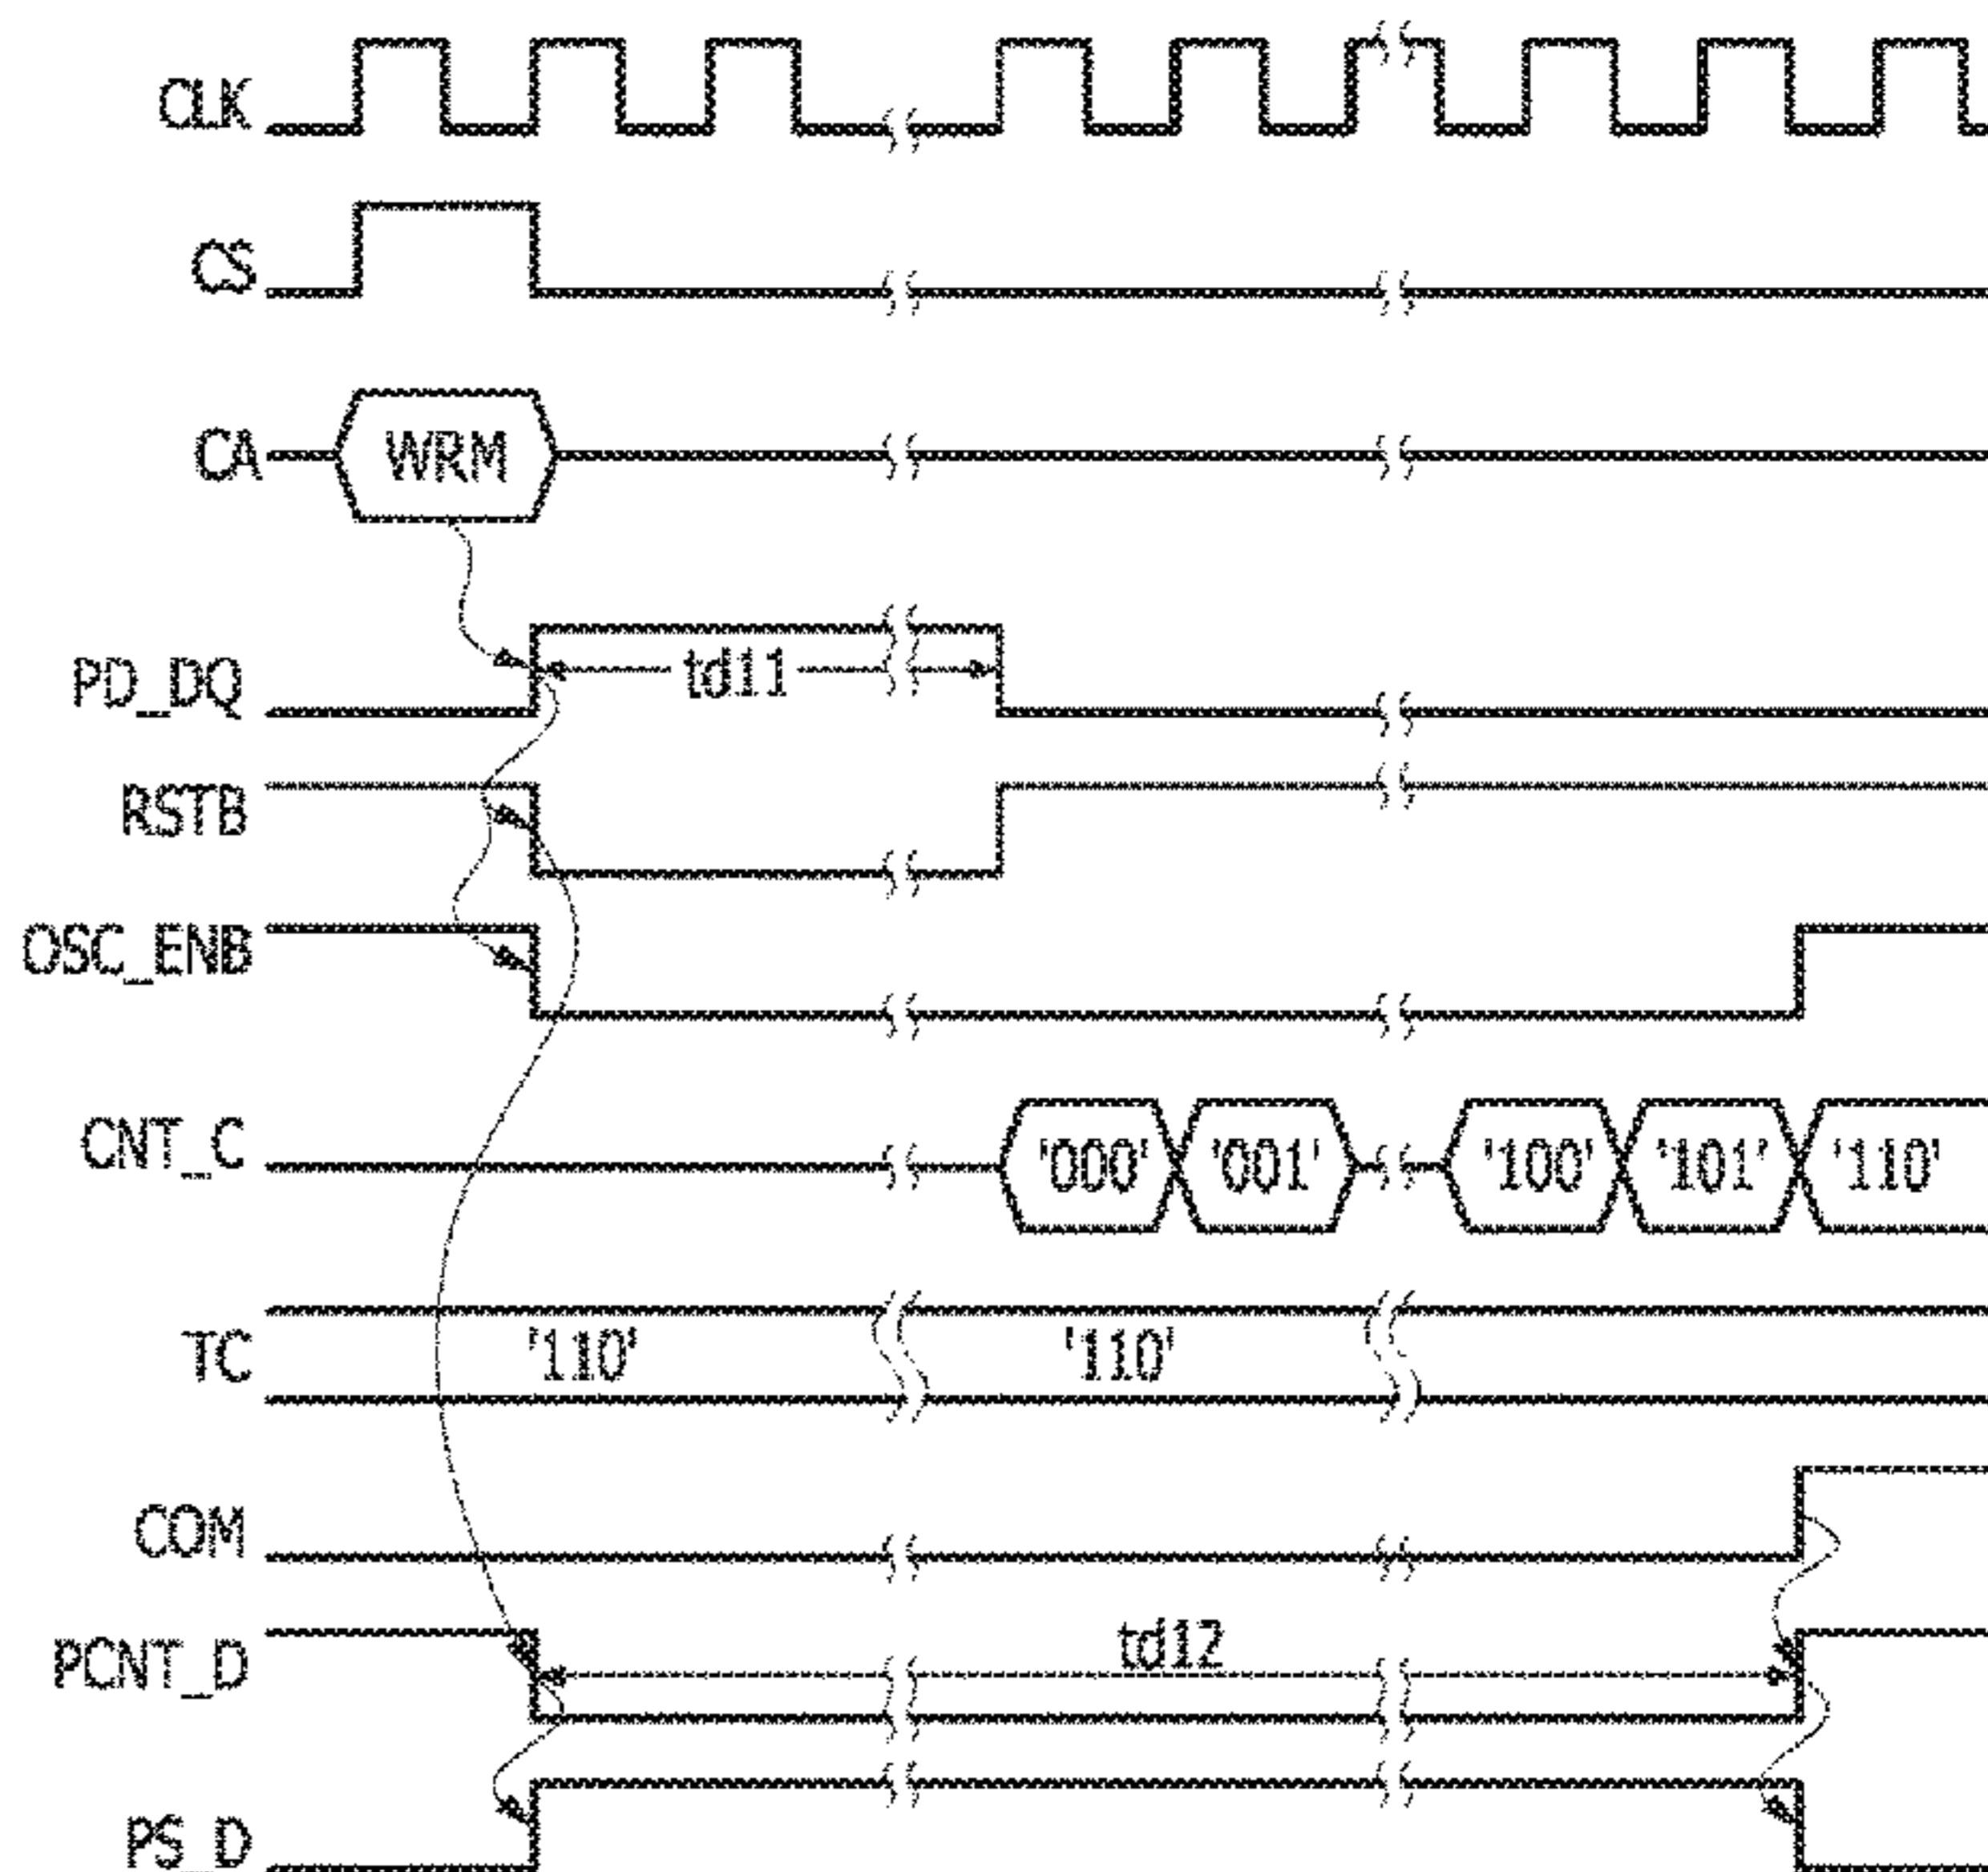 CLK
CS
CA WRM
PD_DQ td11
RSTB
OSC_ENB
CNT_C '000' '001' '100' '101' '110'
TC '110' '110'
COM
PCNT_D td12
PS_D